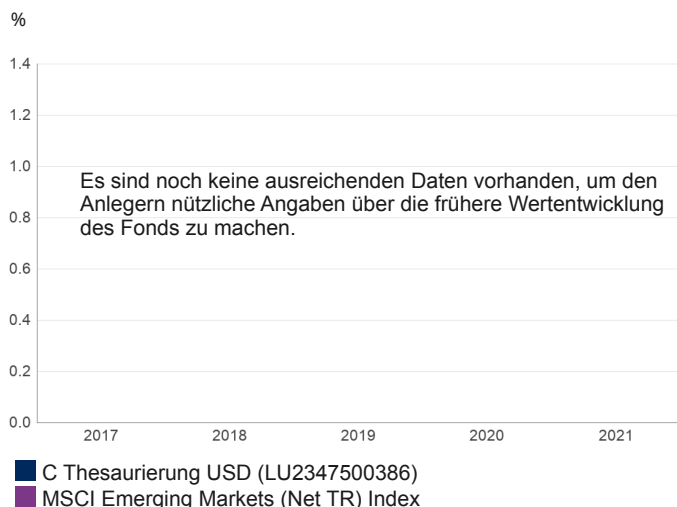 %
1.4
1.2
1.0
Es sind noch keine ausreichenden Daten vorhanden, um den
Anlegern nützliche Angaben über die frühere Wertentwicklung
0.8
des Fonds zu machen.
0.6
0.4
0.2
0.0
2017 2018 2019 2020 2021
C Thesaurierung USD (LU2347500386)
MSCI Emerging Markets (Net TR) Index